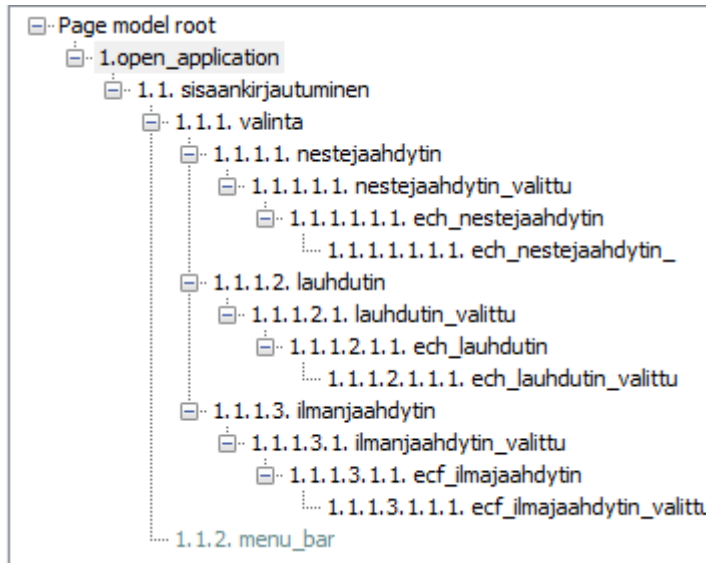 Page model root
1.open_application
1.1. sisaankirjautuminen
1.1.1. valinta
1.1.1.1. nestejaahdytin
1.1.1.1.1. nestejaahdytin_valittu
1.1.1.1.1.1. ech_nestejaahdytin
1.1.1.1.1.1.1. ech_nestejaahdytin_
1.1.1.2. lauhdutin
1.1.1.2.1. lauhdutin_valittu
1.1.1.2.1.1. ech_lauhdutin
1.1.1.2.1.1.1. ech_lauhdutin_valittu
1.1.1.3. ilmanjaahdytin
1.1.1.3.1. ilmanjaahdytin_valittu
1.1.1.3.1.1. ecf_ilmajaahdytin
1.1.1.3.1.1.1. ecf_ilmajaahdytin_valittu
1.1.2. menu_bar